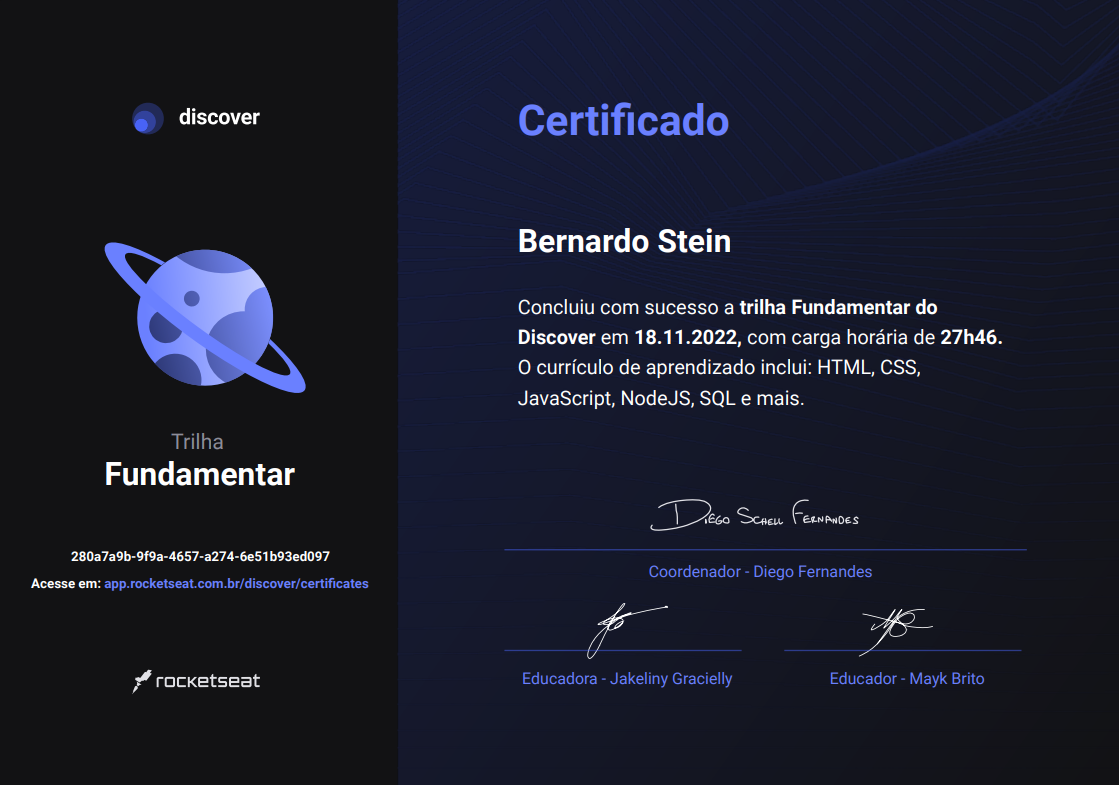 discover
Trilha
Fundamentar
280a7a9b-9f9a-4657-a274-6e51b93ed097
Acesse em: app.rocketseat.com.br/discover/certificates
rocketseat
Certificado
Bernardo Stein
Concluiu com sucesso a trilha Fundamentar do
Discover em 18.11.2022, com carga horária de 27h46.
O currículo de aprendizado inclui: HTML, CSS,
JavaScript, NodeJS, SQL e mais.
Diego Schell Fernandes
Coordenador - Diego Fernandes
Educadora - Jakeliny Gracielly
Educador - Mayk Brito